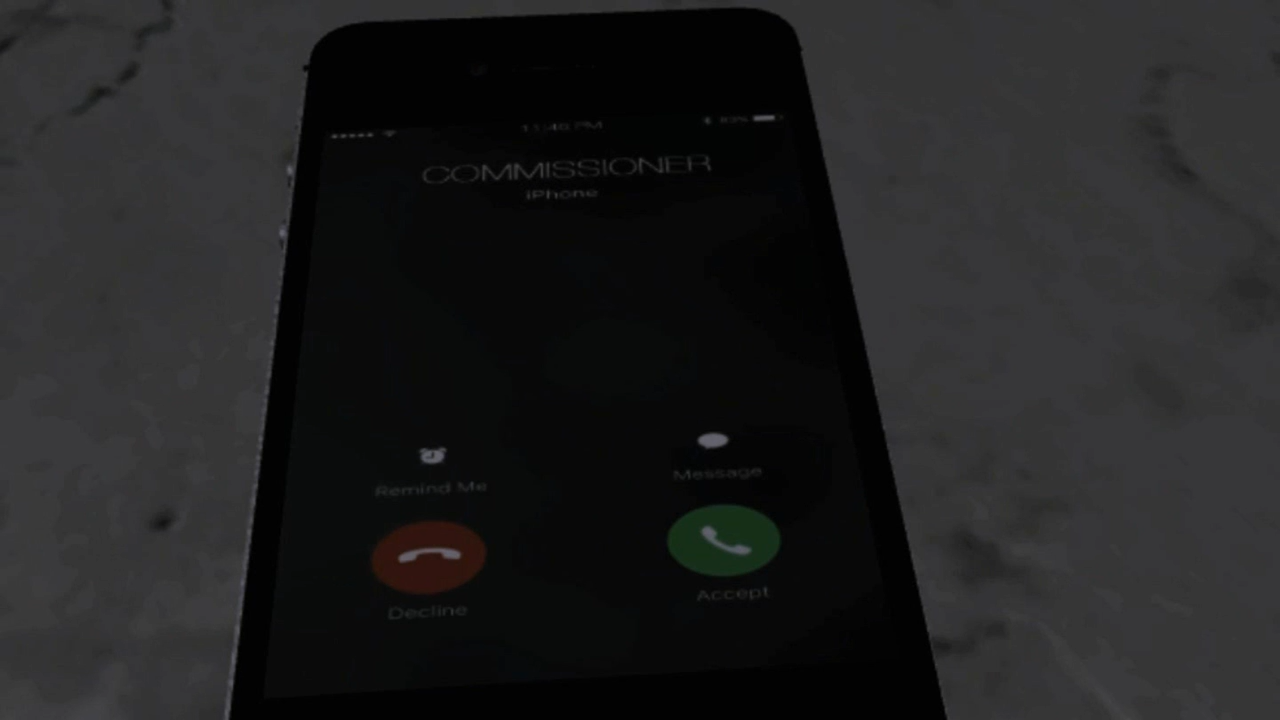 COMMISSIONER
iPhone
Remind Me
Message
Decline
Accept